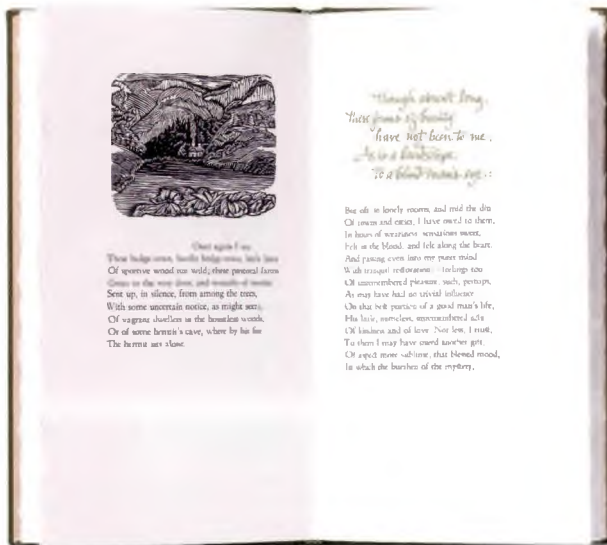 Once again I see
These hedge-rows, hardly hedge-rows,
Of sportive wood run wild; these pastoral farms
Sent up, in silence, from among the trees,
With some uncertain notice, as might seem,
Of vagrant dwellers in the houseless woods,
Or of some hermit's cave, where by his fire
The hermit sits alone.
Though absent long,
These forms of beauty
have not been to me,
As is a landscape
To a blind man's eye:
But oft in lonely rooms, and mid the din
Of towns and cities, I have owed to them,
In hours of weariness sensations sweet,
Felt in the blood, and felt along the heart,
And passing even into my purer mind
With tranquil restoration: feelings too
Of unremembered pleasure, such, perhaps,
As may have had no trivial influence
On that best portion of a good man's life,
His little, nameless, unremembered acts
Of kindness and of love. Nor less, I trust,
To them I may have owed another gift,
Of aspect more sublime, that blessed mood,
In which the burthen of the mystery,